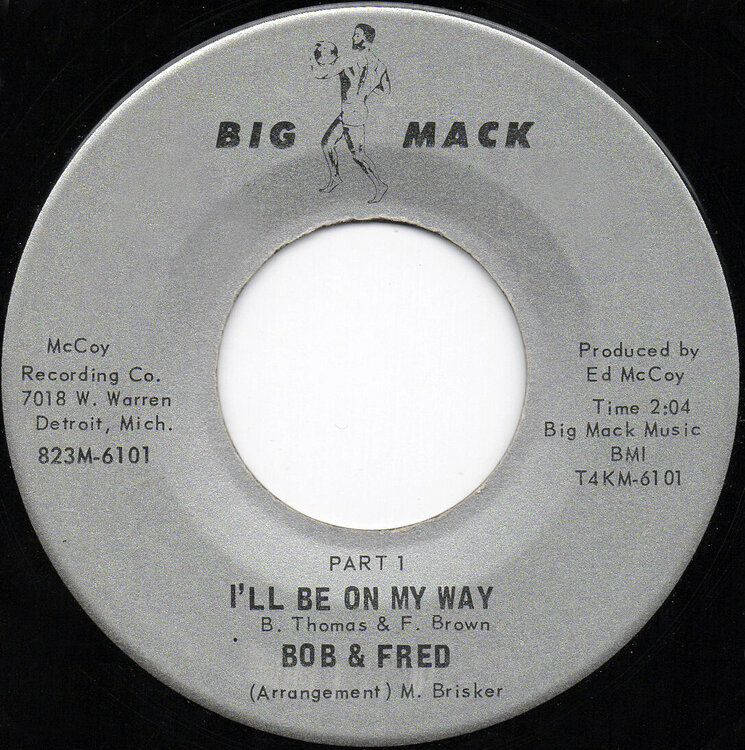 BIG MACK
McCoy
Recording Co.
7018 W. Warren
Detroit, Mich.
823M-6101
Produced by
Ed McCoy
Time 2:04
Big Mack Music
BMI
T4KM-6101
PART 1
I'LL BE ON MY WAY
B. Thomas & F. Brown
BOB & FRED
(Arrangement) M. Brisker